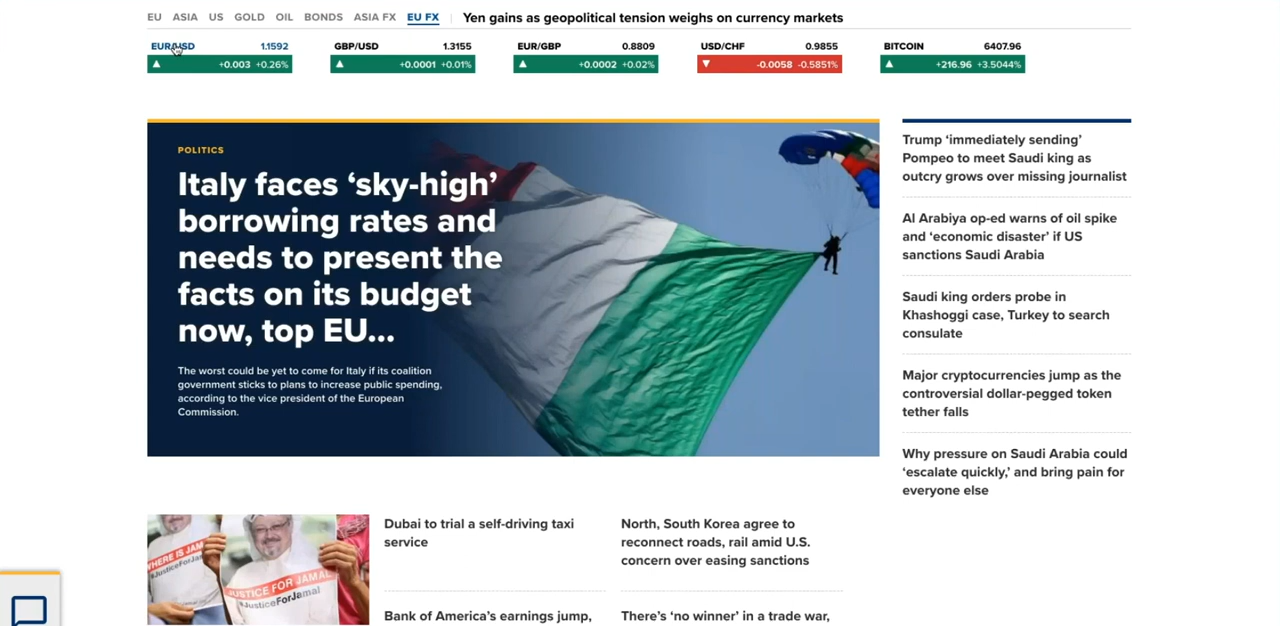 EU ASIA US GOLD OIL BONDS ASIA FX EU FX Yen gains as geopolitical tension weighs on currency markets
EUR/USD 1.1592 GBP/USD 1.3155 EUR/GBP 0.8809 USD/CHF 0.9855 BITCOIN 6407.96
▲ +0.003 +0.26% ▲ +0.0001 +0.01% ▲ +0.0002 +0.02% ▼ -0.0058 -0.5851% ▲ +216.96 +3.5044%
POLITICS
Italy faces ‘sky-high’
borrowing rates and
needs to present the
facts on its budget
now, top EU...
The worst could be yet to come for Italy if its coalition
government sticks to plans to increase public spending,
according to the vice president of the European
Commission.
Trump ‘immediately sending’
Pompeo to meet Saudi king as
outcry grows over missing journalist
Al Arabiya op-ed warns of oil spike
and ‘economic disaster’ if US
sanctions Saudi Arabia
Saudi king orders probe in
Khashoggi case, Turkey to search
consulate
Major cryptocurrencies jump as the
controversial dollar-pegged token
tether falls
Why pressure on Saudi Arabia could
‘escalate quickly,’ and bring pain for
everyone else
WHERE IS JAM
#JusticeForJam
JUSTICE FOR JAMAL
#JusticeForJamal
Dubai to trial a self-driving taxi
service
Bank of America’s earnings jump,
North, South Korea agree to
reconnect roads, rail amid U.S.
concern over easing sanctions
There’s ‘no winner’ in a trade war,